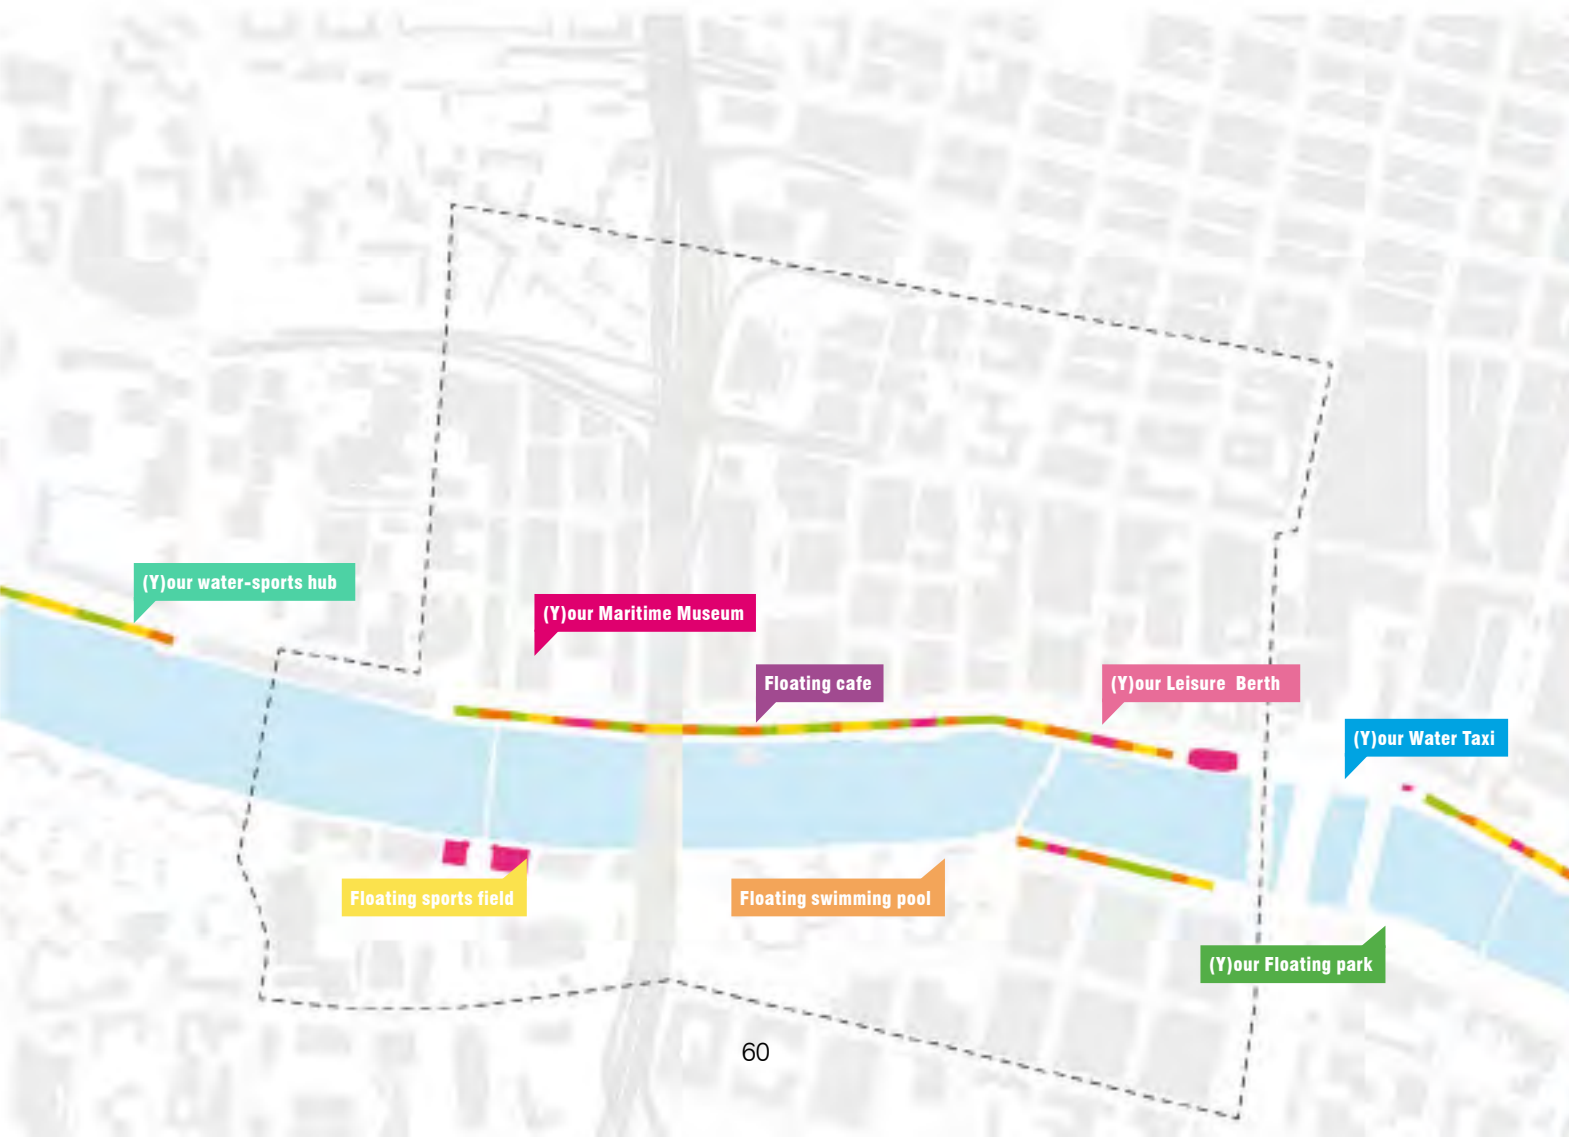 (Y)our water-sports hub
(Y)our Maritime Museum
Floating cafe
(Y)our Leisure  Berth
(Y)our Water Taxi
Floating sports field
Floating swimming pool
(Y)our Floating park
60